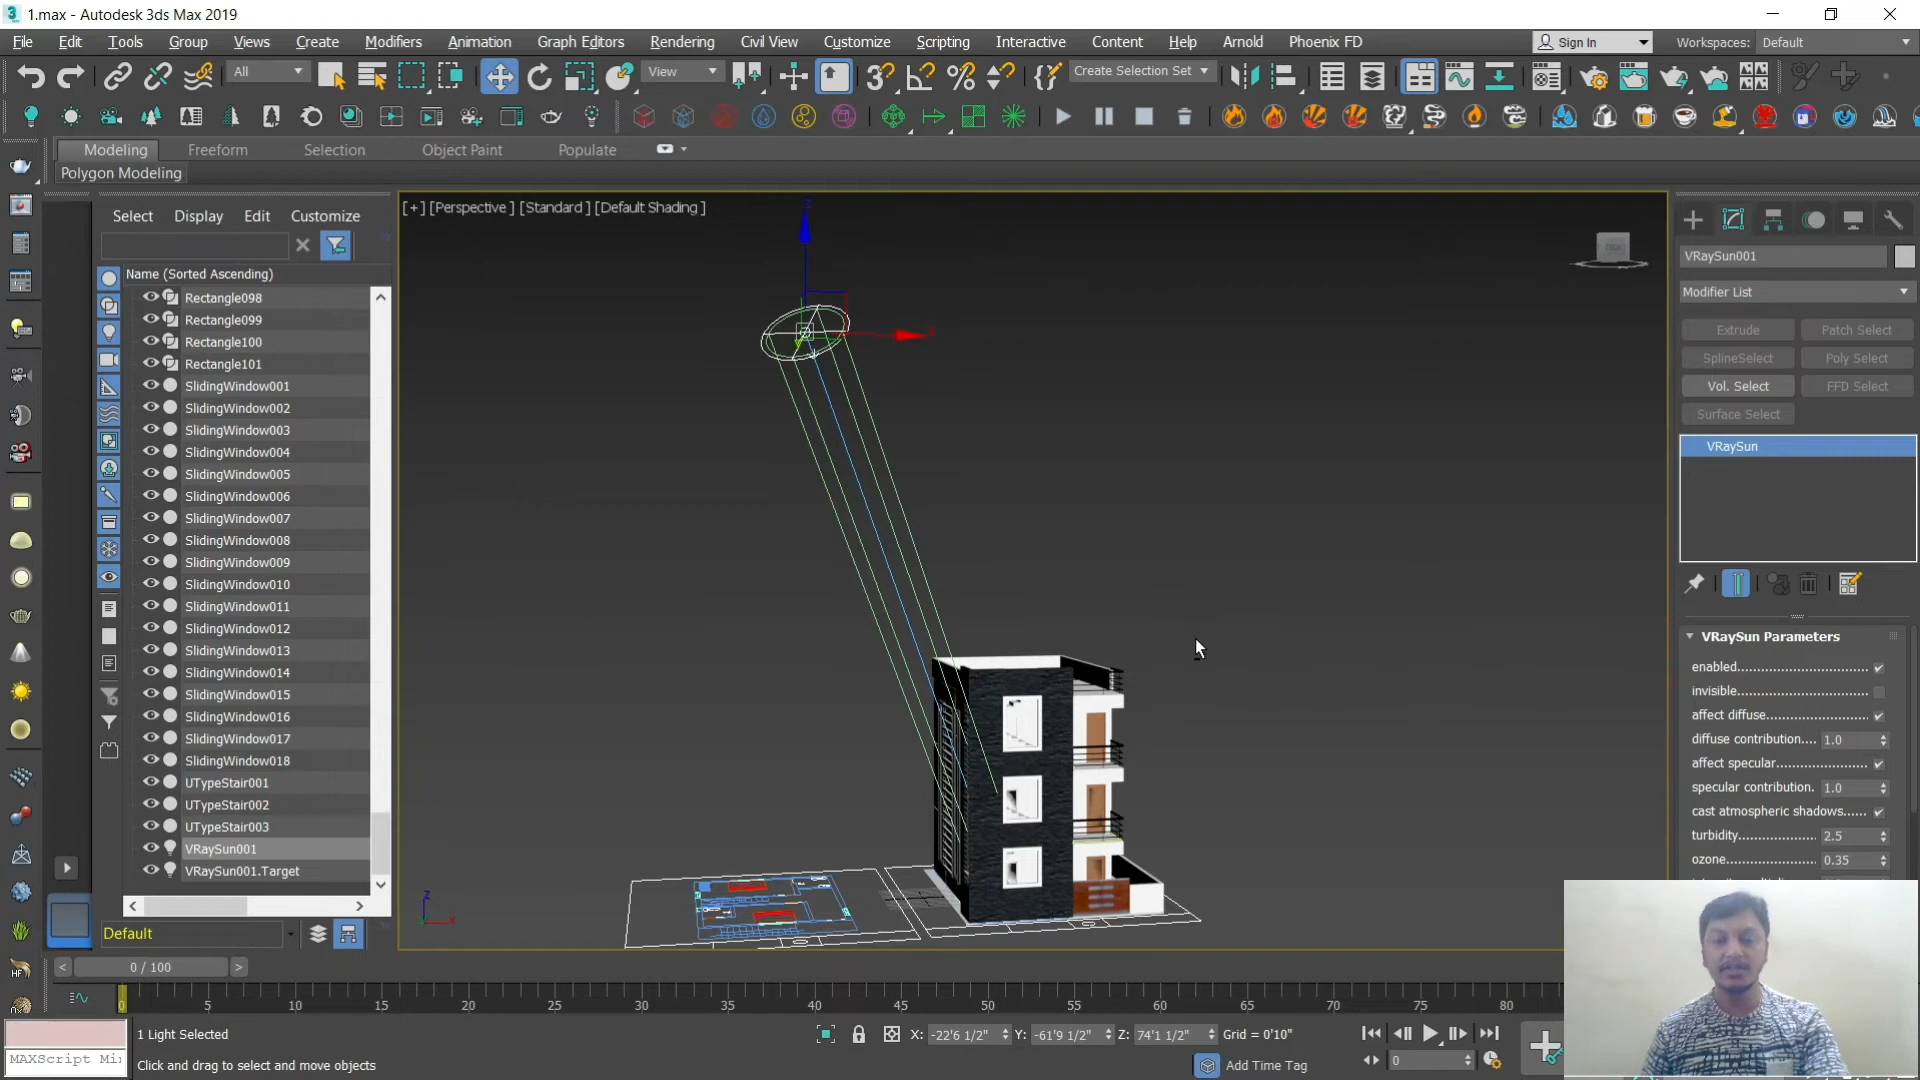 1.max - Autodesk 3ds Max 2019
File Edit Tools Group Views Create Modifiers Animation Graph Editors Rendering Civil View Customize Scripting Interactive Content Help Arnold Phoenix FD Sign In Workspaces: Default
All View Create Selection Set
Modeling Freeform Selection Object Paint Populate
Polygon Modeling
Select Display Edit Customize
Name (Sorted Ascending)
Rectangle098
Rectangle099
Rectangle100
Rectangle101
SlidingWindow001
SlidingWindow002
SlidingWindow003
SlidingWindow004
SlidingWindow005
SlidingWindow006
SlidingWindow007
SlidingWindow008
SlidingWindow009
SlidingWindow010
SlidingWindow011
SlidingWindow012
SlidingWindow013
SlidingWindow014
SlidingWindow015
SlidingWindow016
SlidingWindow017
SlidingWindow018
UTypeStair001
UTypeStair002
UTypeStair003
VRaySun001
VRaySun001.Target
Default
[+] [Perspective ] [Standard ] [Default Shading ]
VRaySun001
Modifier List
Extrude Patch Select
SplineSelect Poly Select
Vol. Select FFD Select
Surface Select
VRaySun
VRaySun Parameters
enabled
invisible
affect diffuse
diffuse contribution.... 1.0
affect specular
specular contribution. 1.0
cast atmospheric shadows
turbidity 2.5
ozone 0.35
< 0 / 100 >
0 5 10 15 20 25 30 35 40 45 50 55 60 65 70 75 80
1 Light Selected X: -22'6 1/2" Y: -61'9 1/2" Z: 74'1 1/2" Grid = 0'10"
MAXScript Mi Click and drag to select and move objects Add Time Tag 0